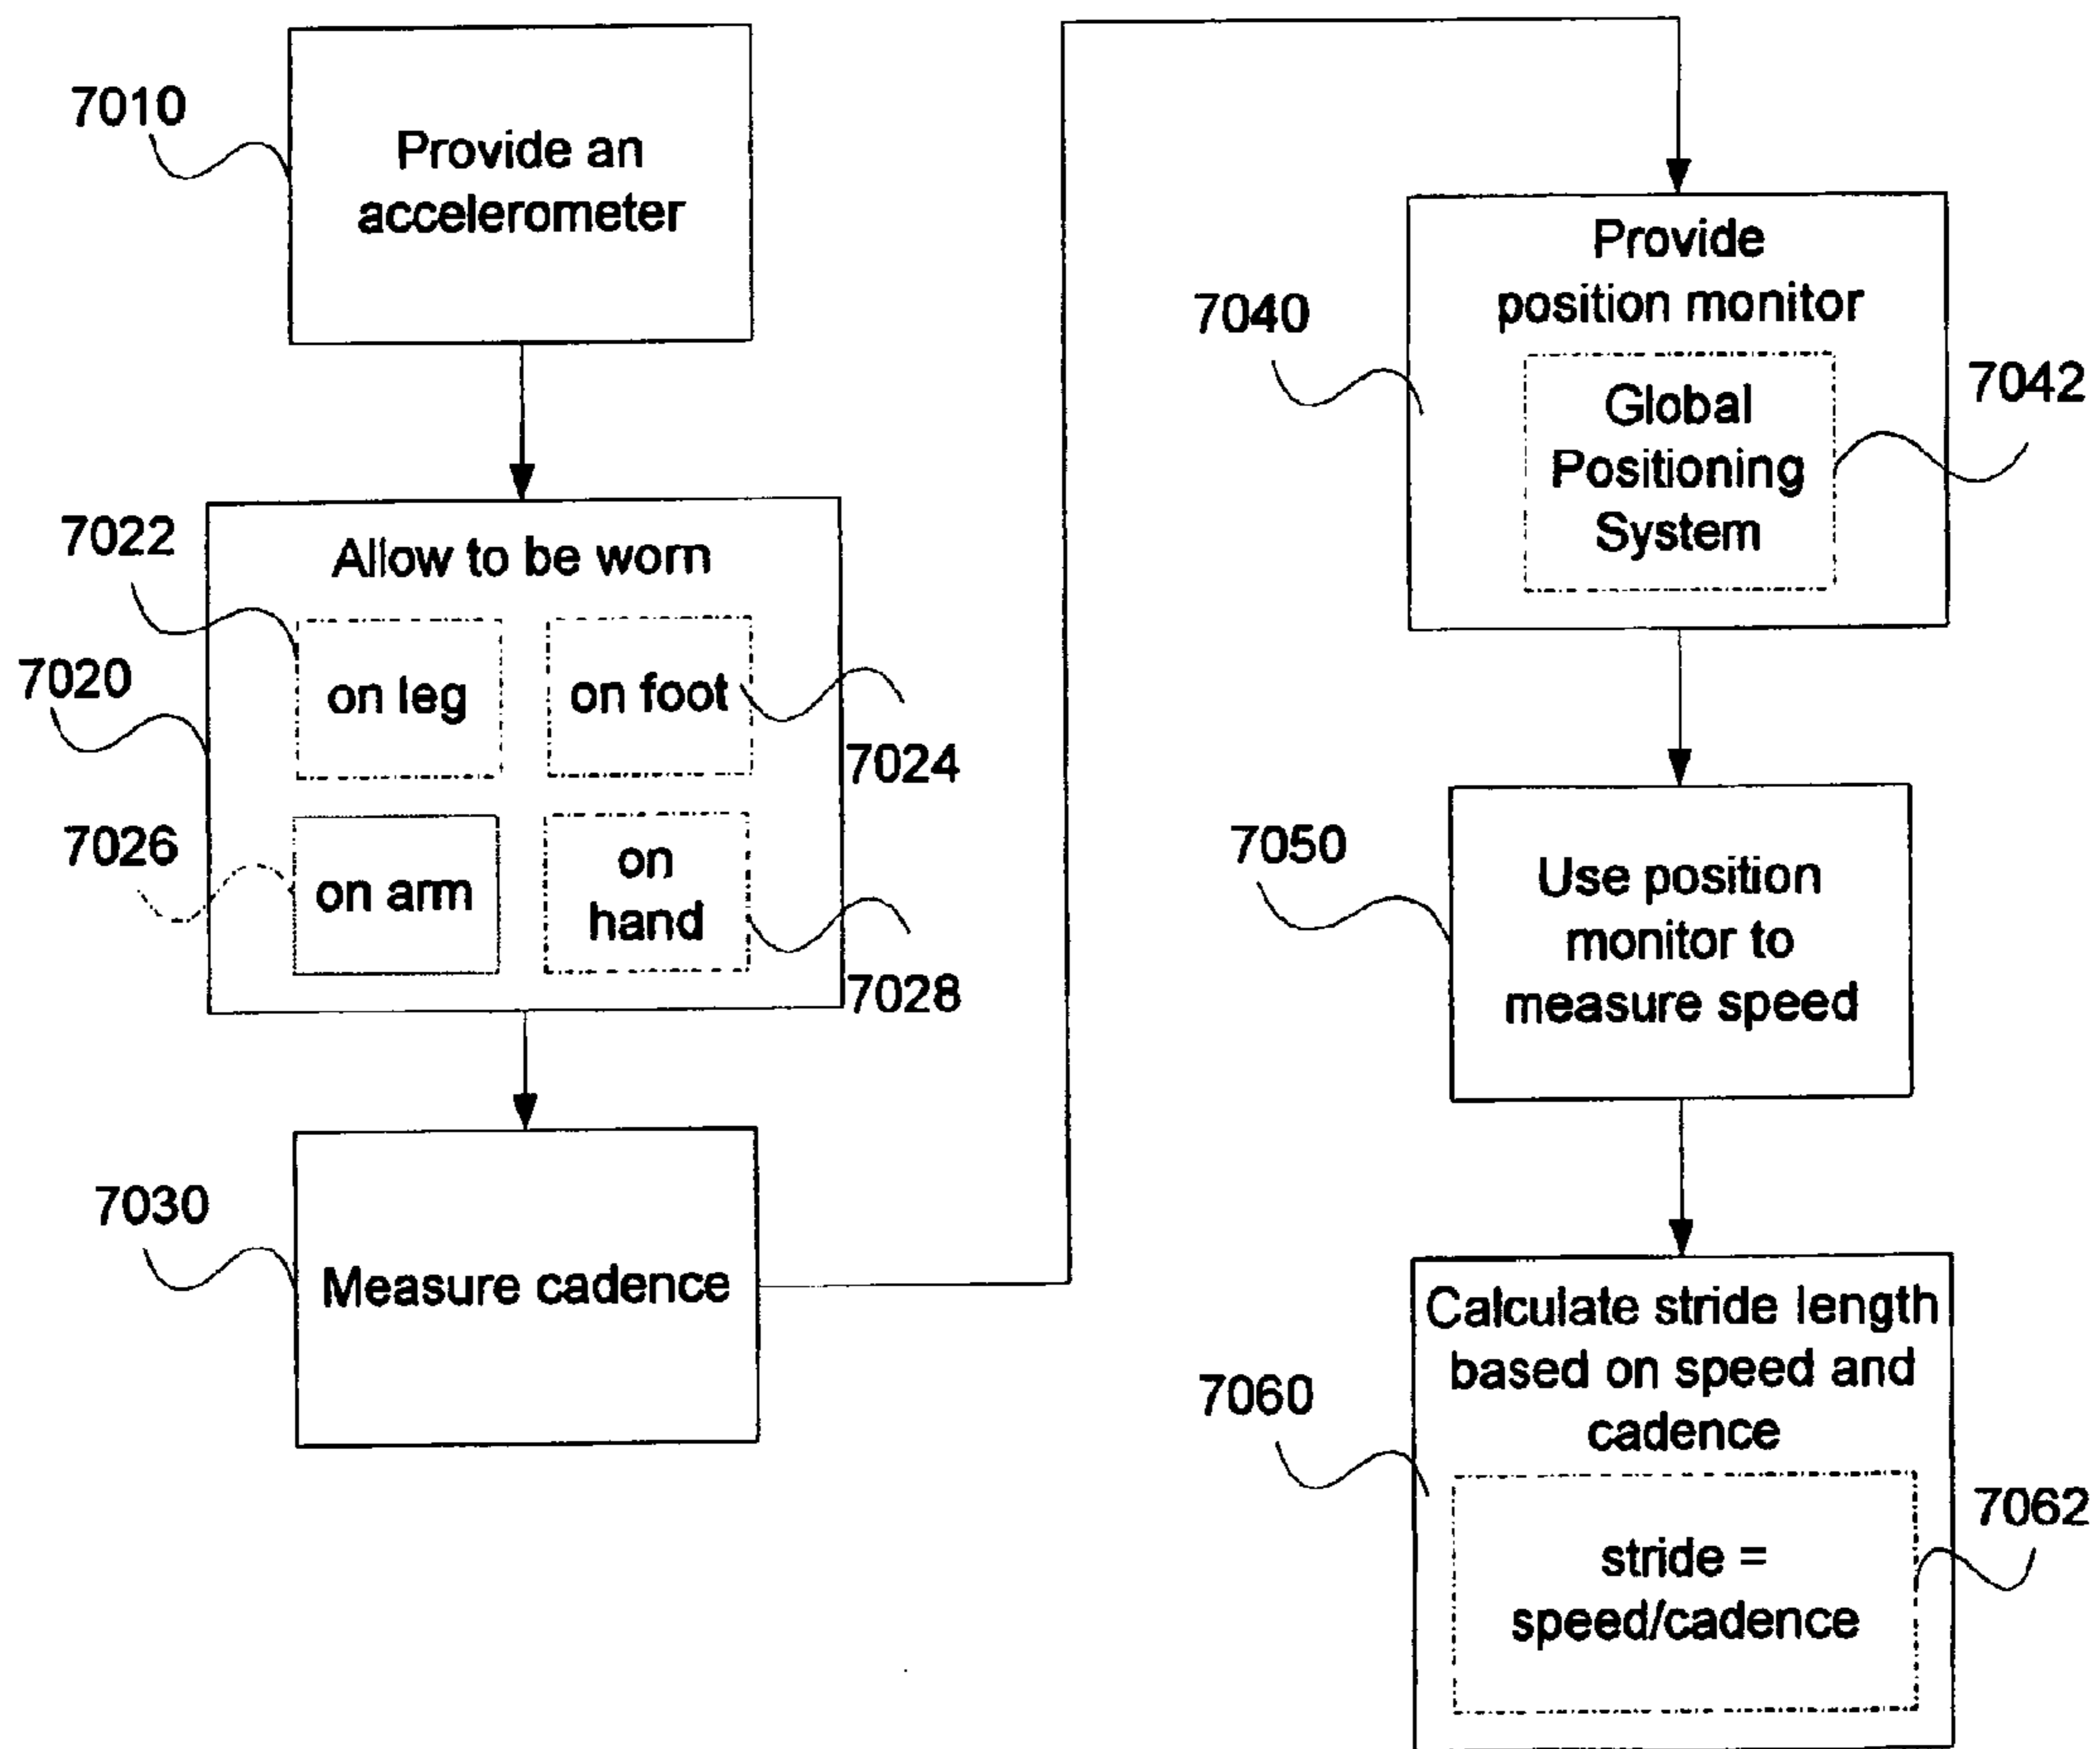 7010
Provide an
accelerometer
7022
Allow to be worn
7020
on leg
on foot
7024
7026
on arm
on
hand
7028
7030
Measure cadence
Provide
position monitor
7040
7042
Global
Positioning
System
7050
Use position
monitor to
measure speed
Calculate stride length
based on speed and
cadence
7060
7062
stride =
speed/cadence